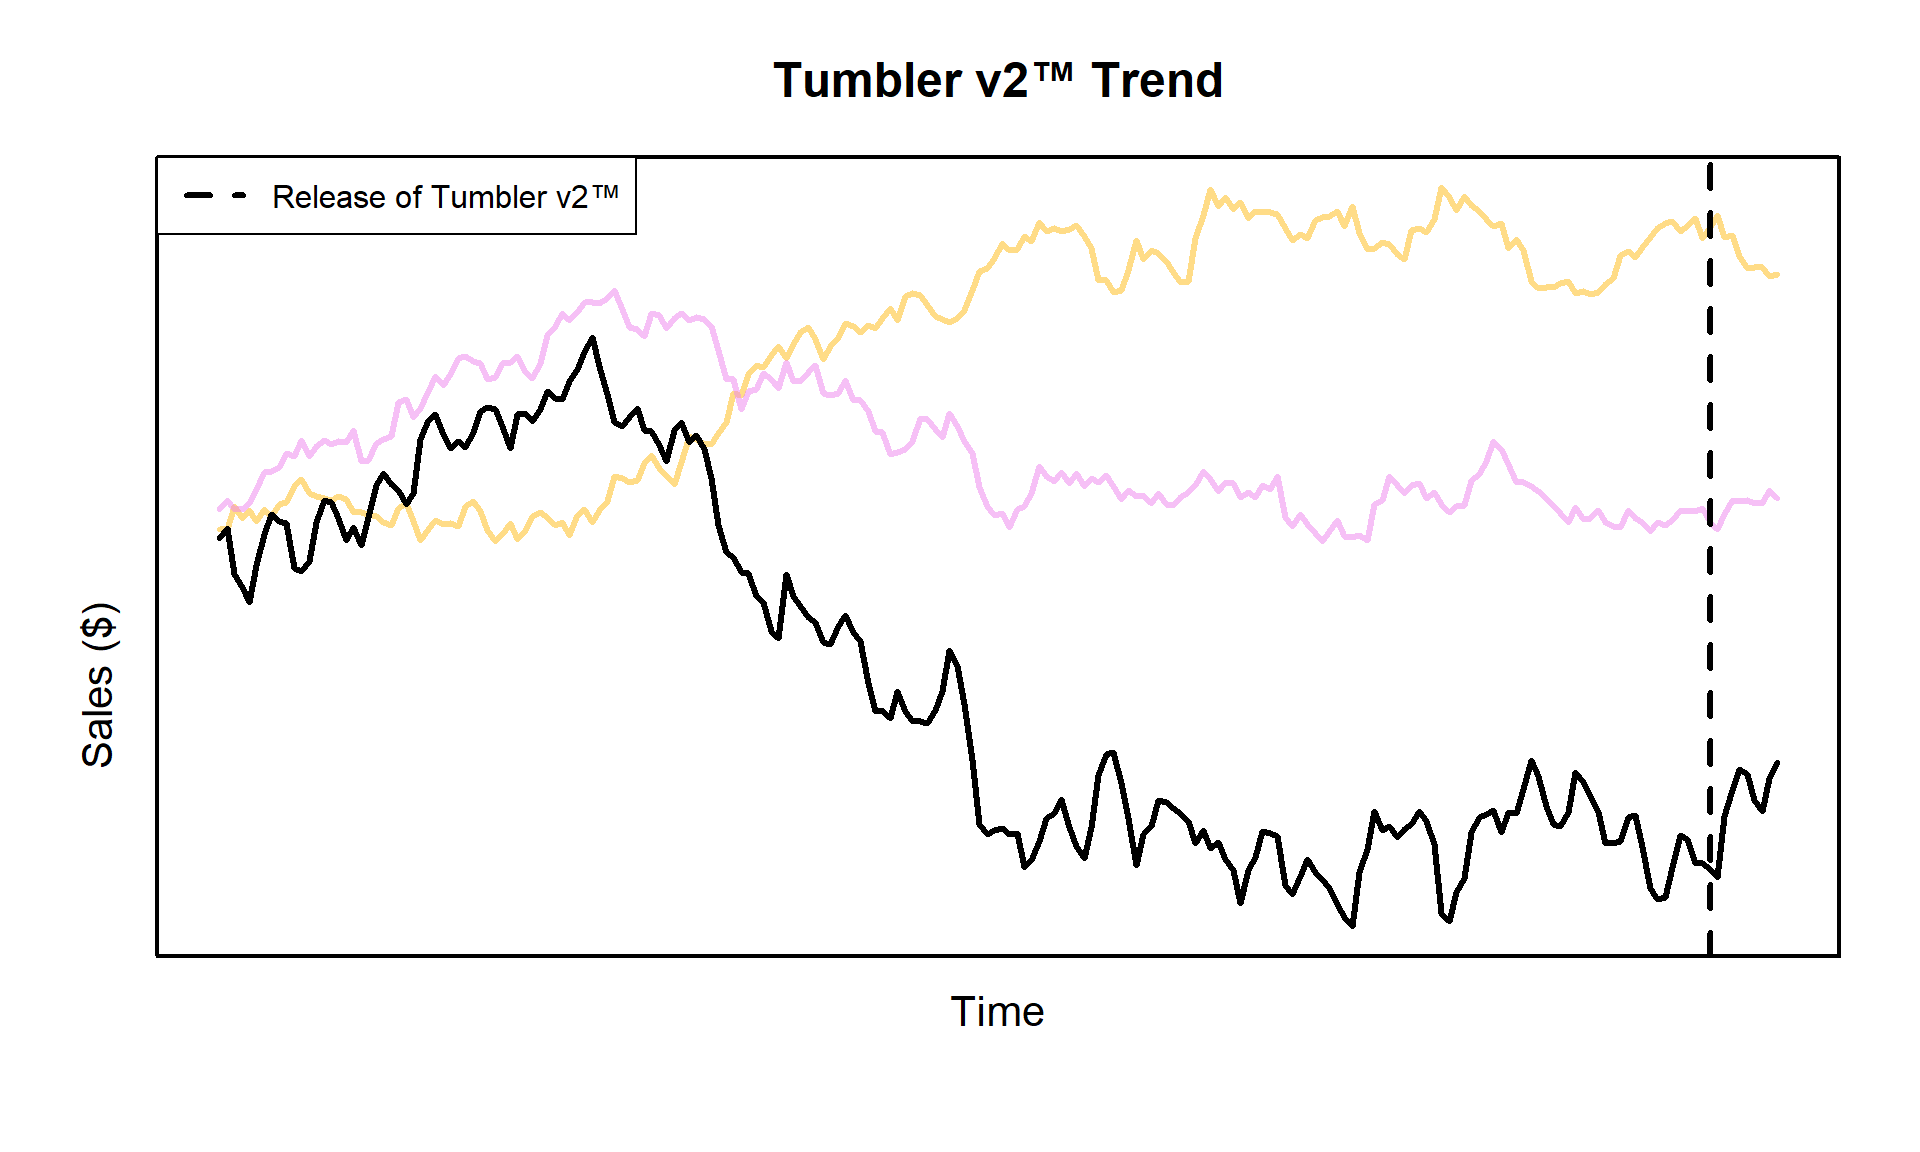 Tumbler v2™ Trend
Release of Tumbler v2™
Sales ($)
Time